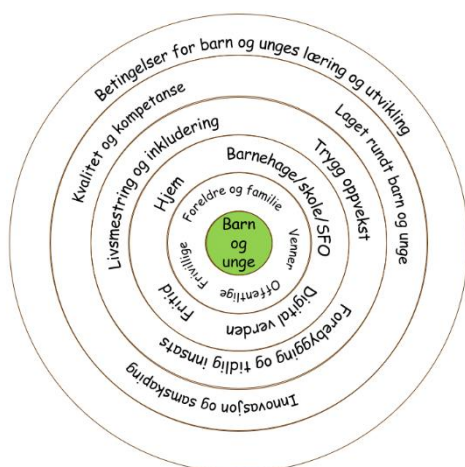 Betingelser for barn og unges læring og utvikling
Kvalitet og kompetanse
Laget rundt barn og unge
Innovasjon og samskaping
Livsmestring og inkludering
Trygg oppvekst
Forebygging og tidlig innsats
Hjem
Barnehage/skole/SFO
Digital verden
Fritid
Foreldre og familie
Venner
Offentlige
Frivillige
Barn
og
unge